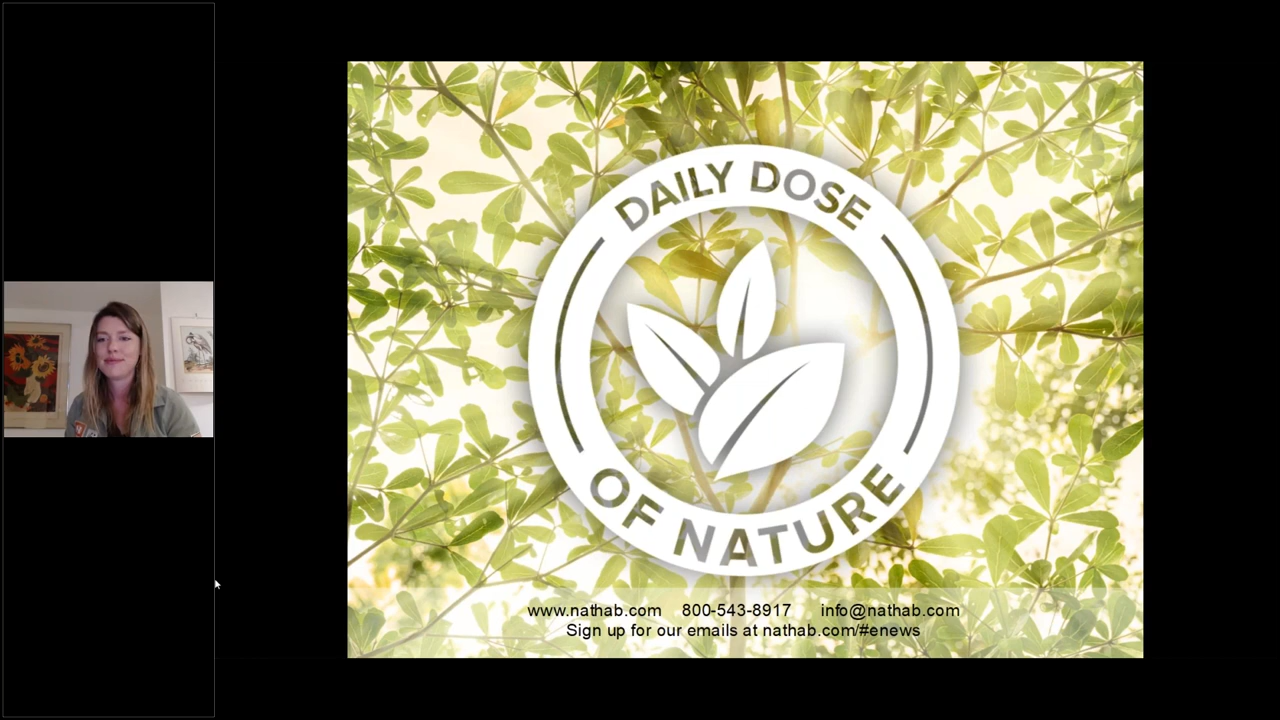 DAILY DOSE
OF NATURE
www.nathab.com 800-543-8917 info@nathab.com
Sign up for our emails at nathab.com/#enews